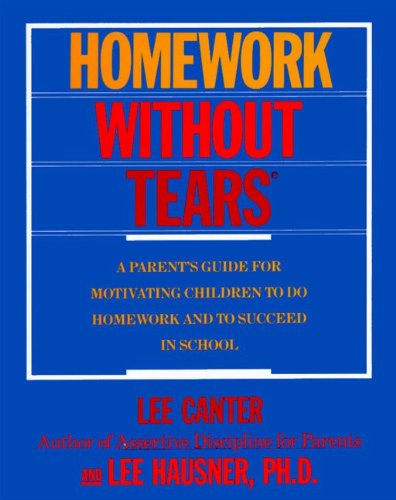 HOMEWORK
WITHOUT
TEARS®
A PARENT'S GUIDE FOR
MOTIVATING CHILDREN TO DO
HOMEWORK AND TO SUCCEED
IN SCHOOL
LEE CANTER
Author of Assertive Discipline for Parents
AND LEE HAUSNER, PH.D.